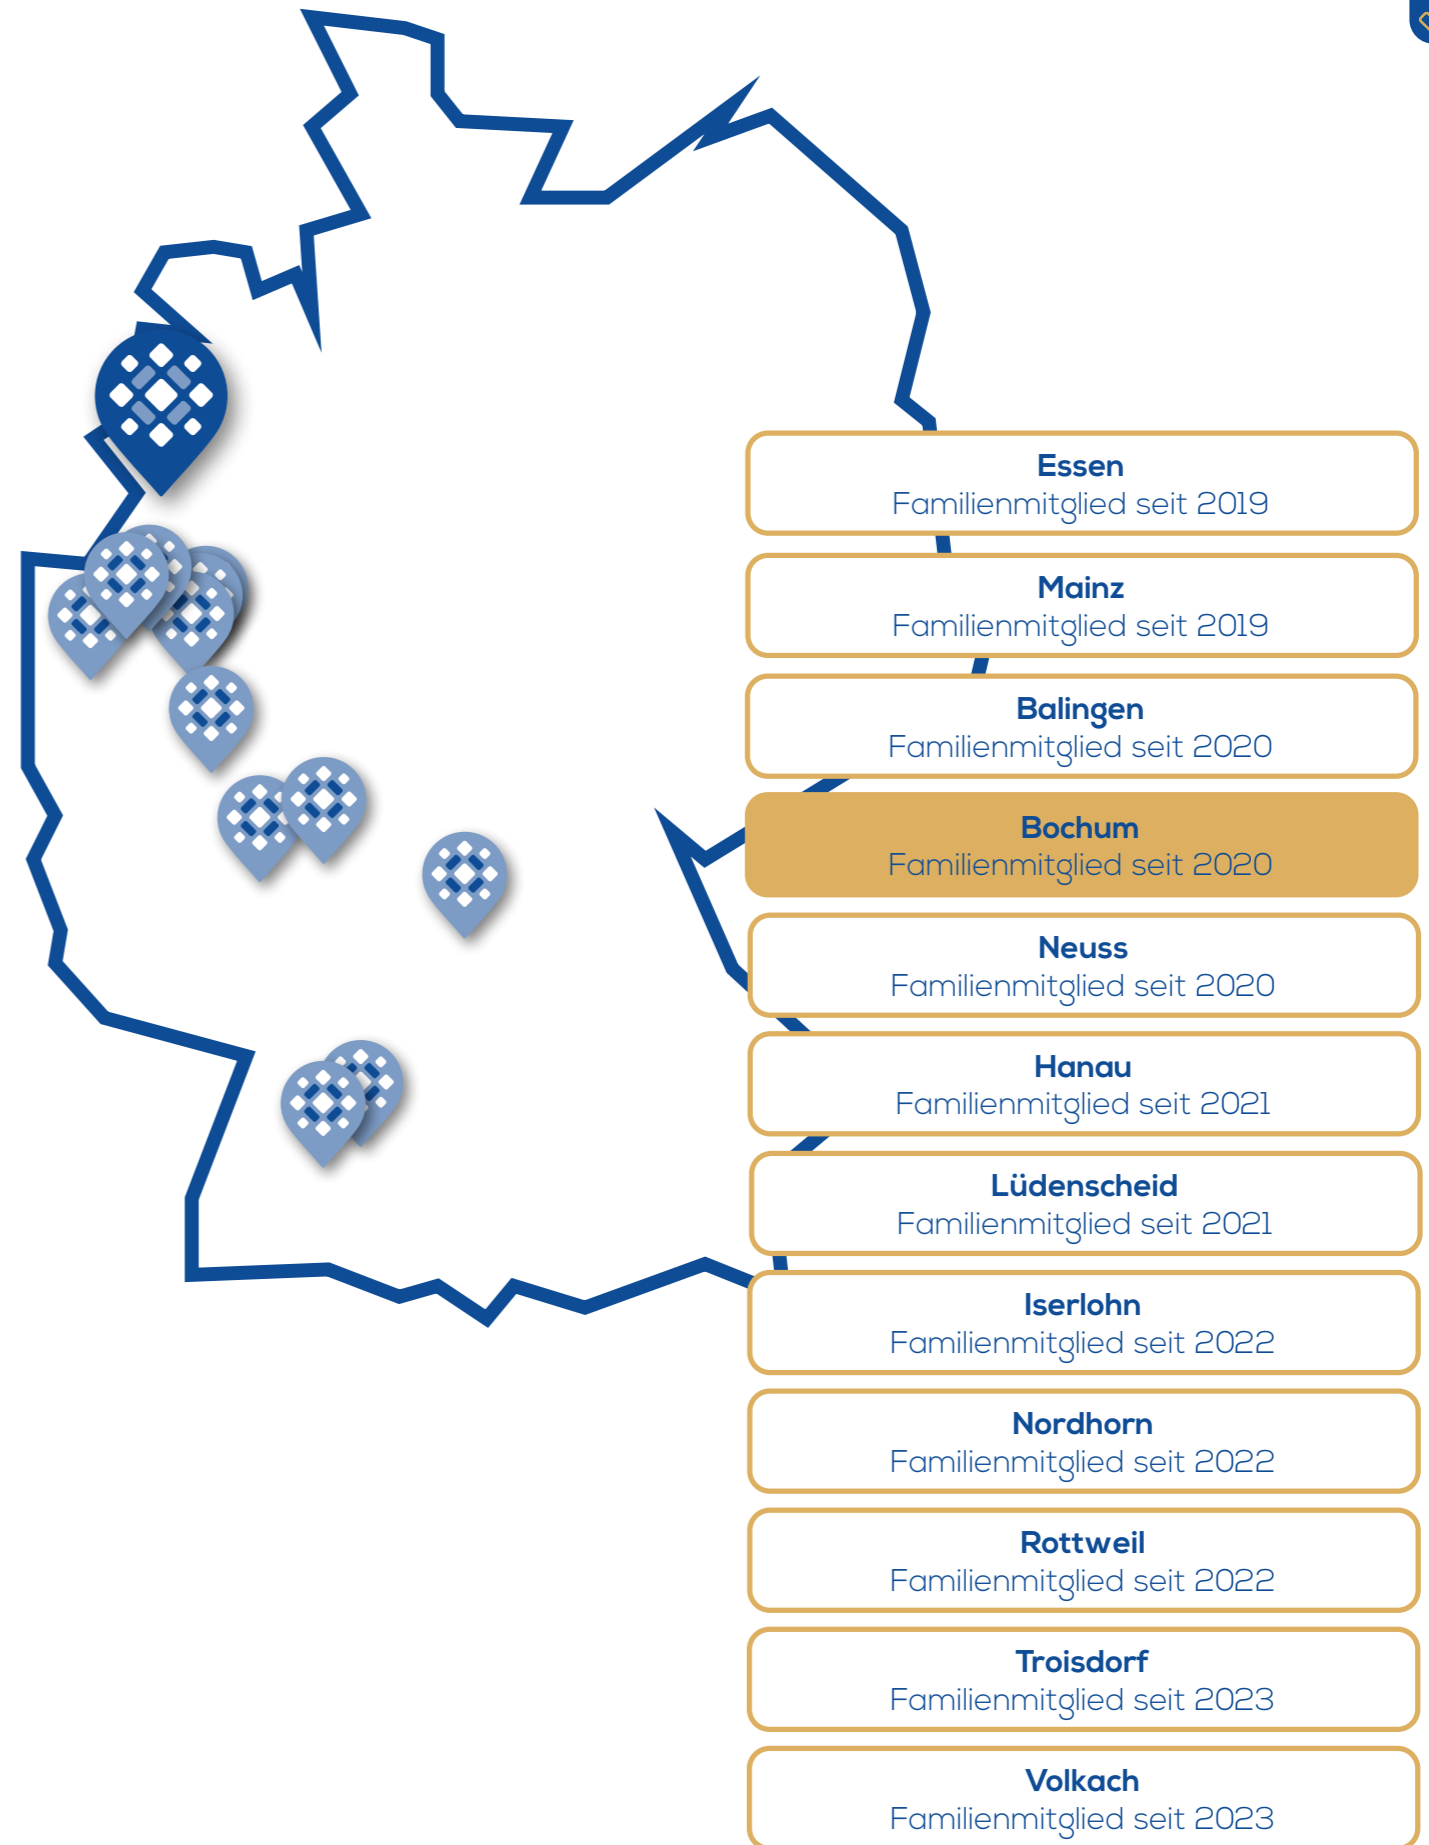 Essen
Familienmitglied seit 2019
Mainz
Familienmitglied seit 2019
Balingen
Familienmitglied seit 2020
Bochum
Familienmitglied seit 2020
Neuss
Familienmitglied seit 2020
Hanau
Familienmitglied seit 2021
Lüdenscheid
Familienmitglied seit 2021
Iserlohn
Familienmitglied seit 2022
Nordhorn
Familienmitglied seit 2022
Rottweil
Familienmitglied seit 2022
Troisdorf
Familienmitglied seit 2023
Volkach
Familienmitglied seit 2023